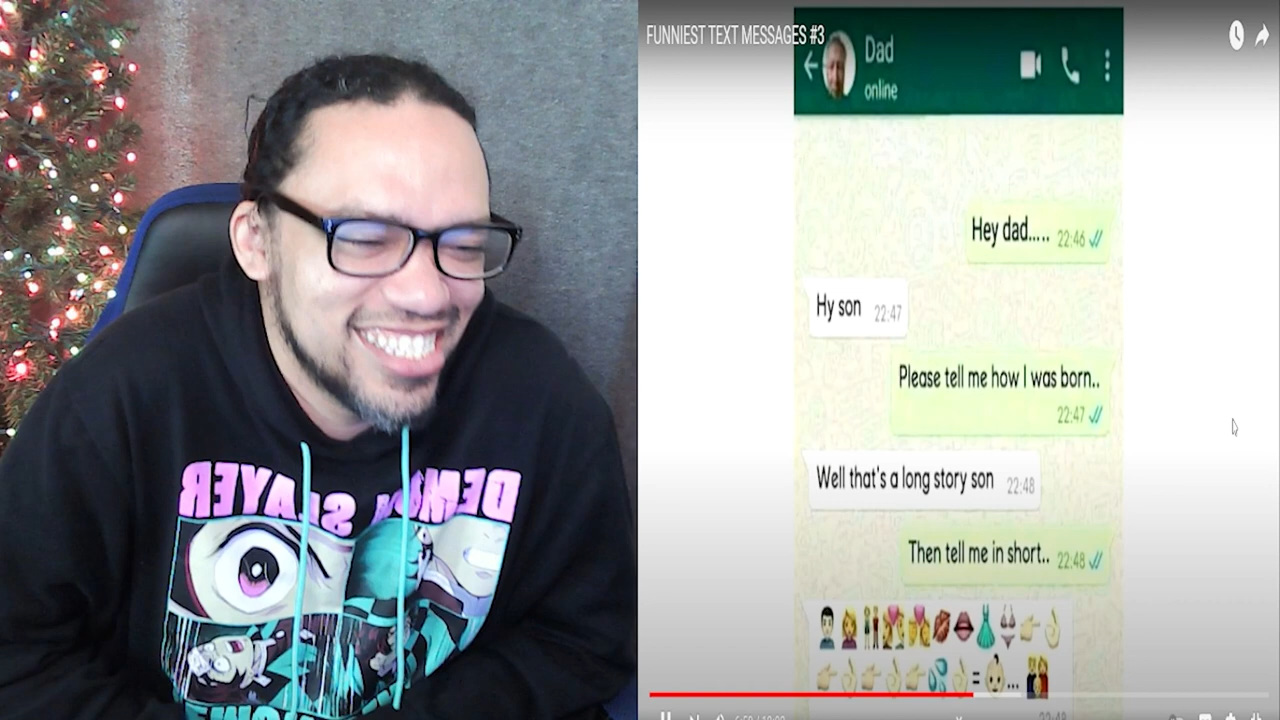 FUNNIEST TEXT MESSAGES #3
Dad
online
Hey dad..... 22:46
Hy son 22:47
Please tell me how I was born..
22:47
Well that's a long story son 22:48
Then tell me in short.. 22:48
=
...
DEMON SLAYER